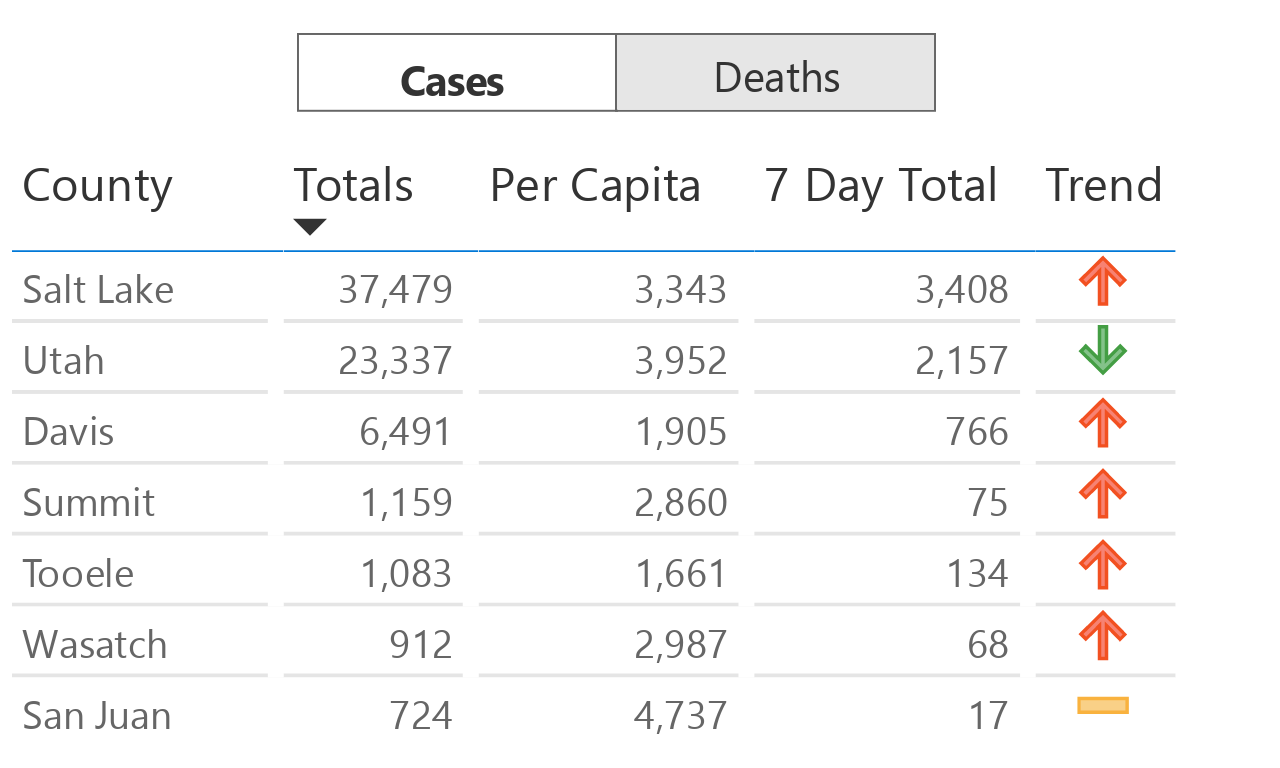 Cases Deaths
County Totals Per Capita 7 Day Total Trend
Salt Lake 37,479 3,343 3,408
Utah 23,337 3,952 2,157
Davis 6,491 1,905 766
Summit 1,159 2,860 75
Tooele 1,083 1,661 134
Wasatch 912 2,987 68
San Juan 724 4,737 17